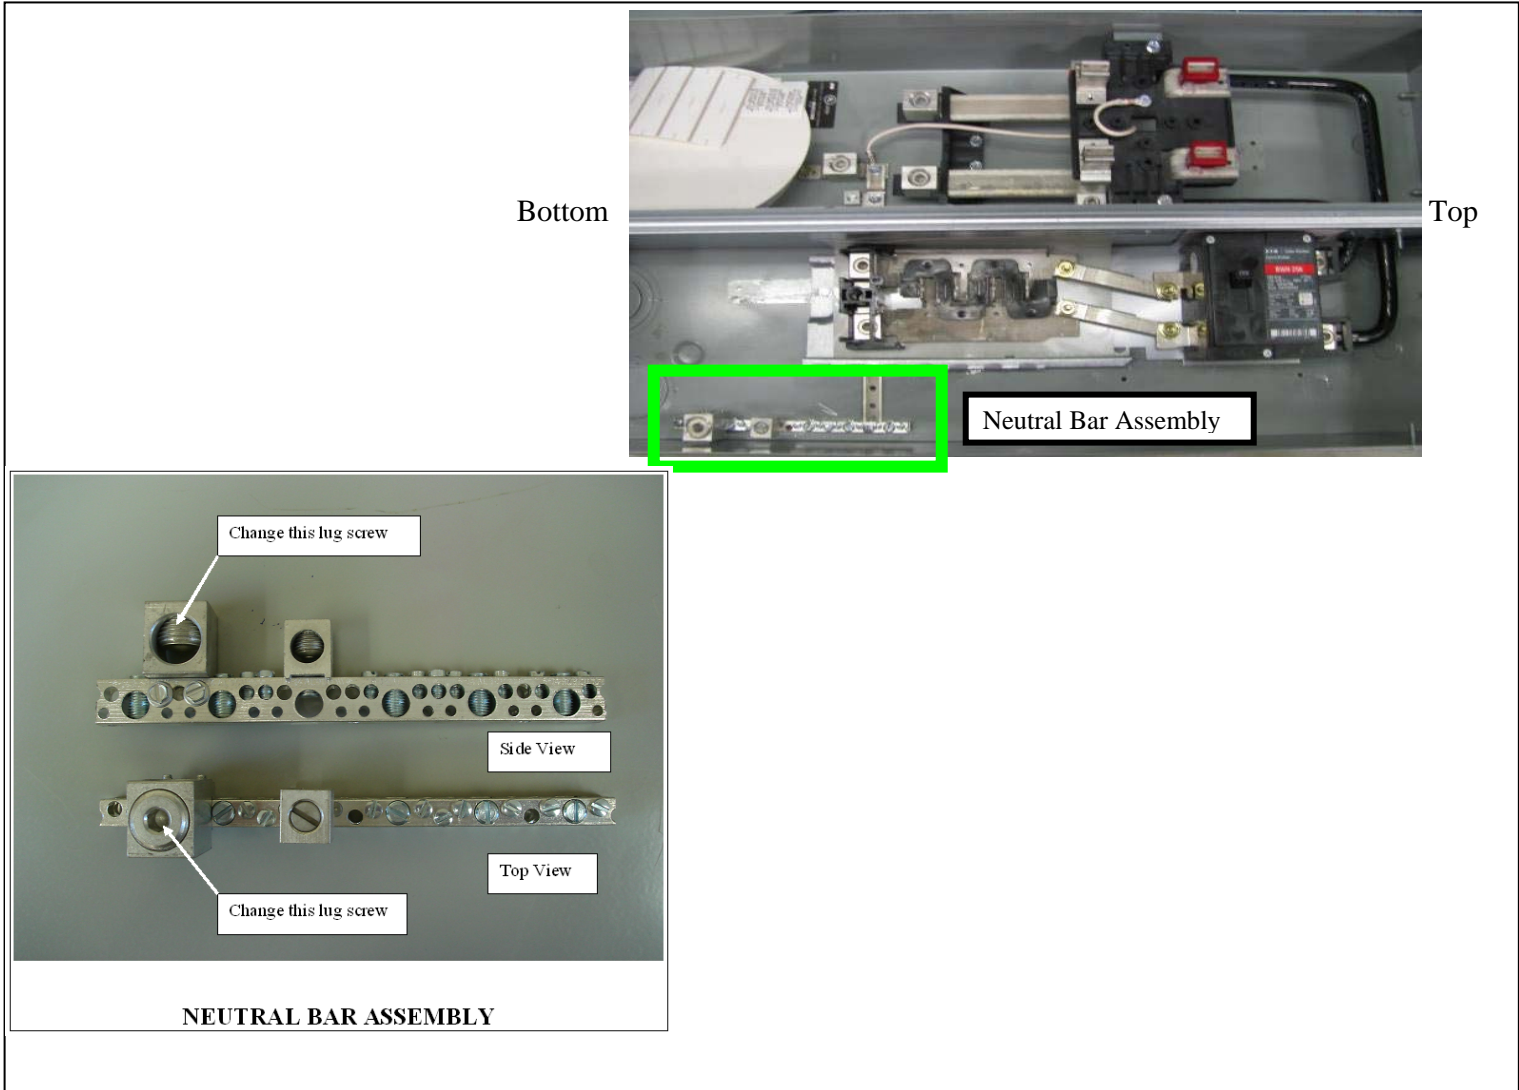 Bottom
Top
Neutral Bar Assembly
Change this lug screw
Side View
Top View
Change this lug screw
NEUTRAL BAR ASSEMBLY